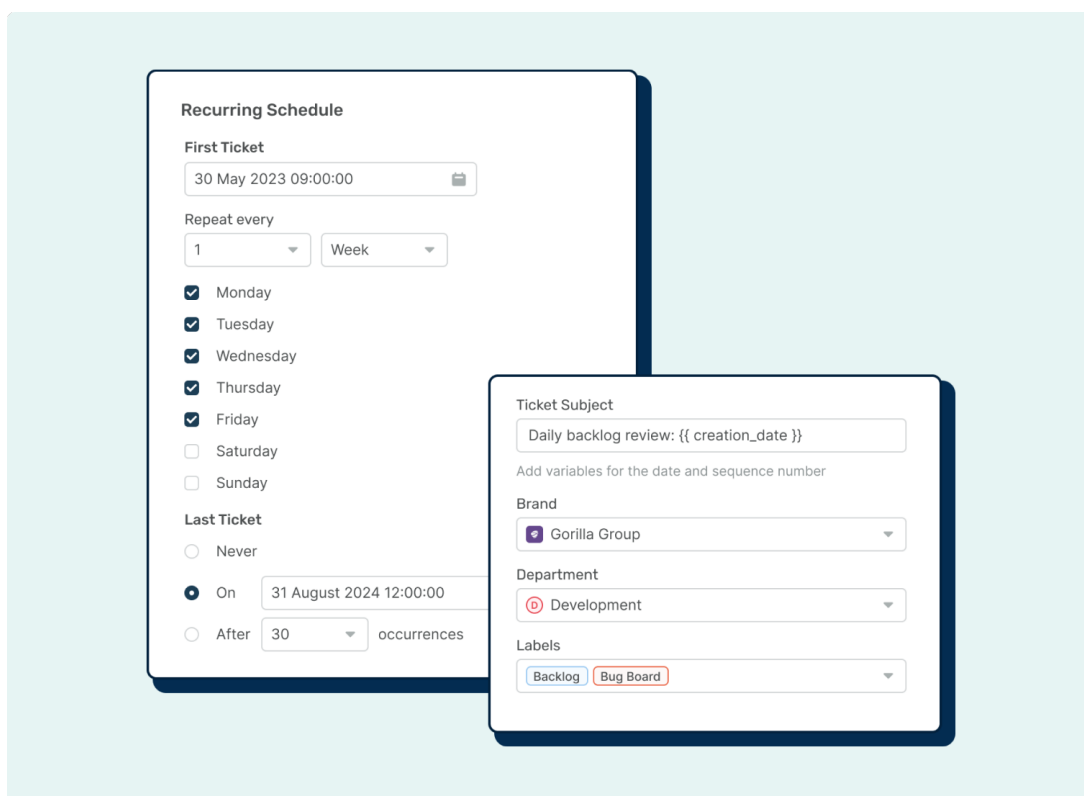 Recurring Schedule
First Ticket
30 May 2023 09:00:00
Repeat every
1 Week
Monday
Tuesday
Wednesday
Thursday
Friday
Saturday
Sunday
Last Ticket
Never
On 31 August 2024 12:00:00
After 30 occurrences
Ticket Subject
Daily backlog review: {{ creation_date }}
Add variables for the date and sequence number
Brand
Gorilla Group
Department
D Development
Labels
Backlog Bug Board